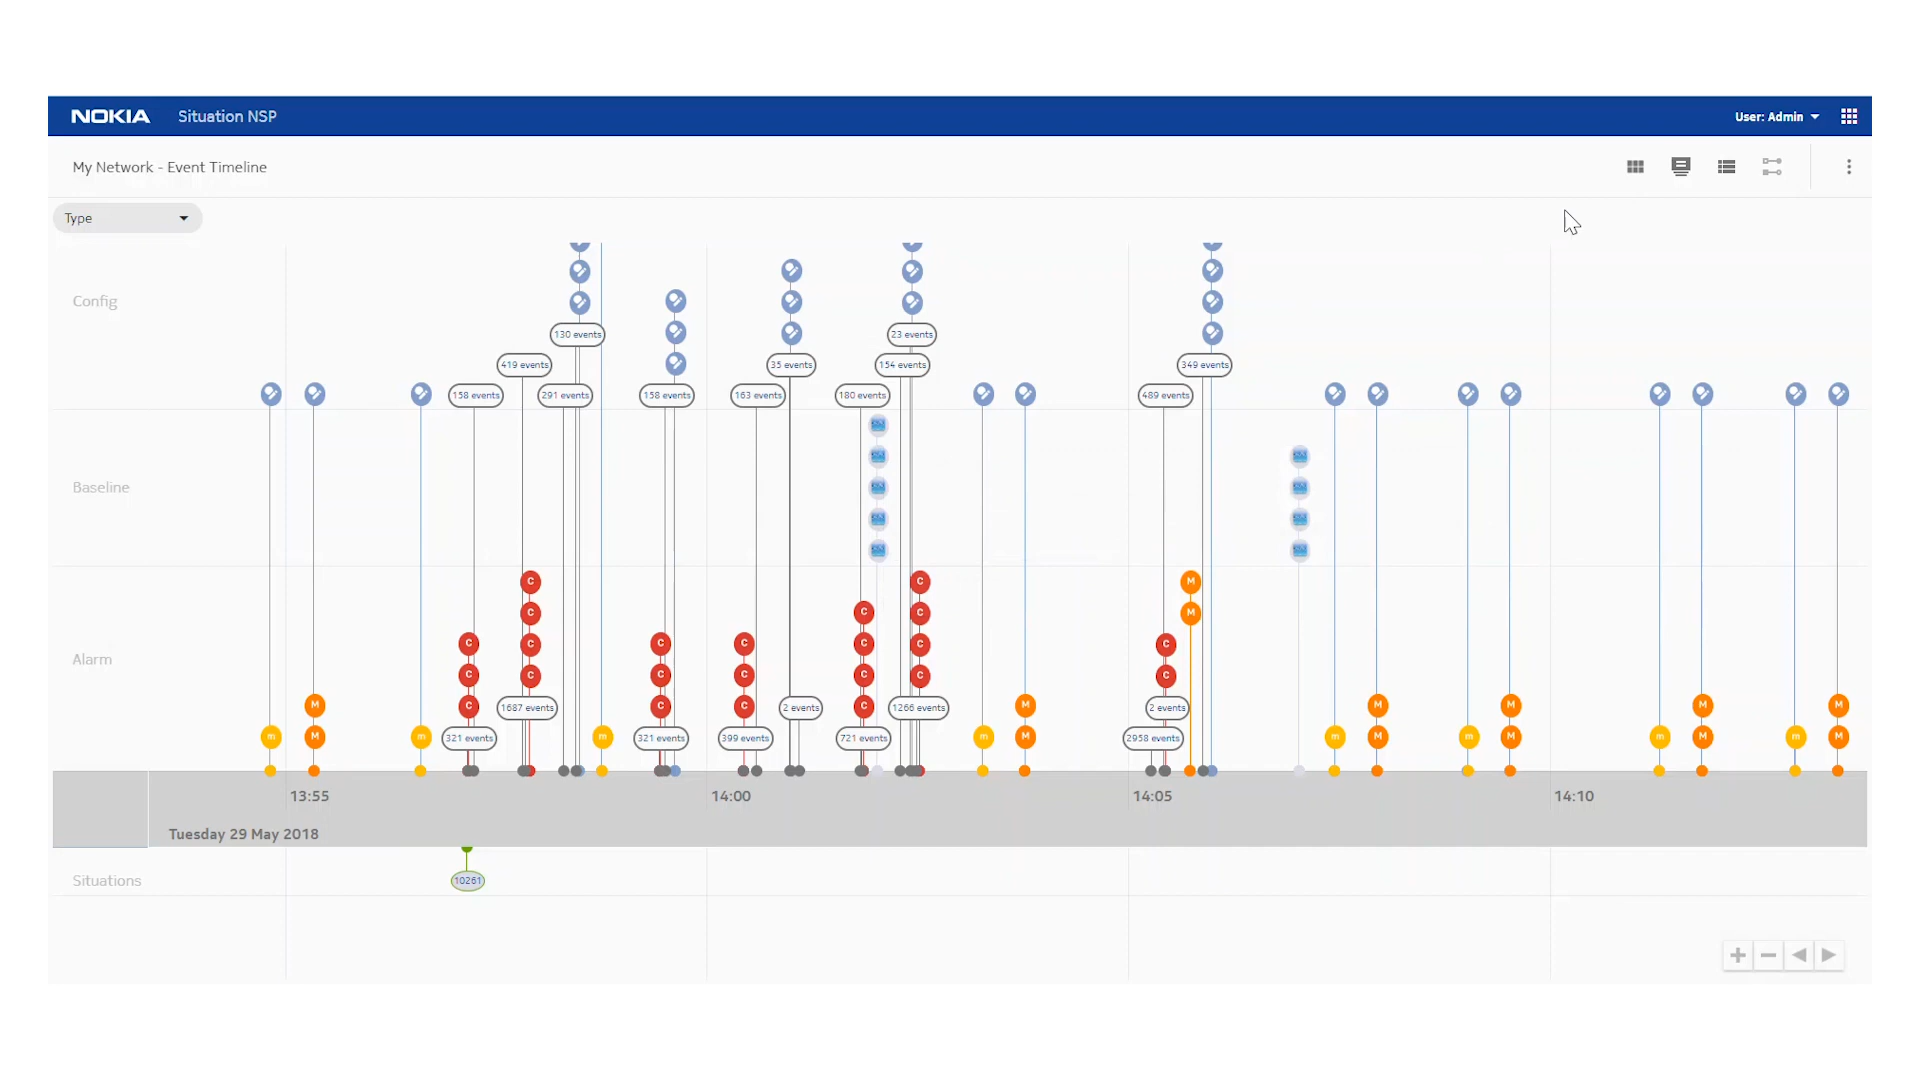 NOKIA Situation NSP User: Admin
My Network - Event Timeline
Type
Config
130 events 23 events
419 events 35 events 154 events 349 events
158 events 291 events 158 events 163 events 180 events 489 events
Baseline
C C M
C C C M
C C C C C C C
Alarm
C C C C C C C
M C C C C M M M M M
1687 events 2 events 1266 events 2 events
m M m 321 events m 321 events 399 events 721 events m M 2958 events m M m M m M m M
13:55 14:00 14:05 14:10
Tuesday 29 May 2018
Situations 10261